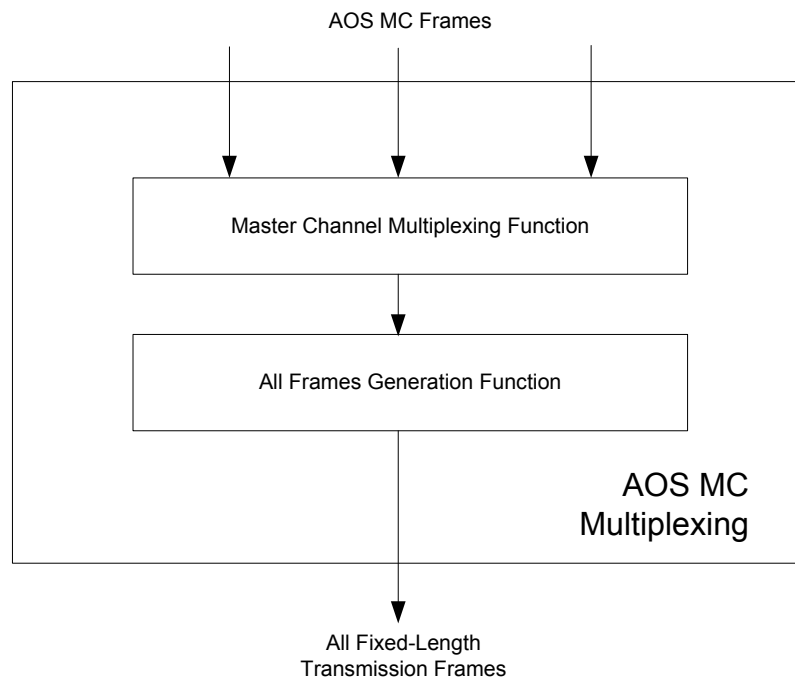 AOS MC Frames
Master Channel Multiplexing Function
All Frames Generation Function
AOS MC
Multiplexing
All Fixed-Length
Transmission Frames